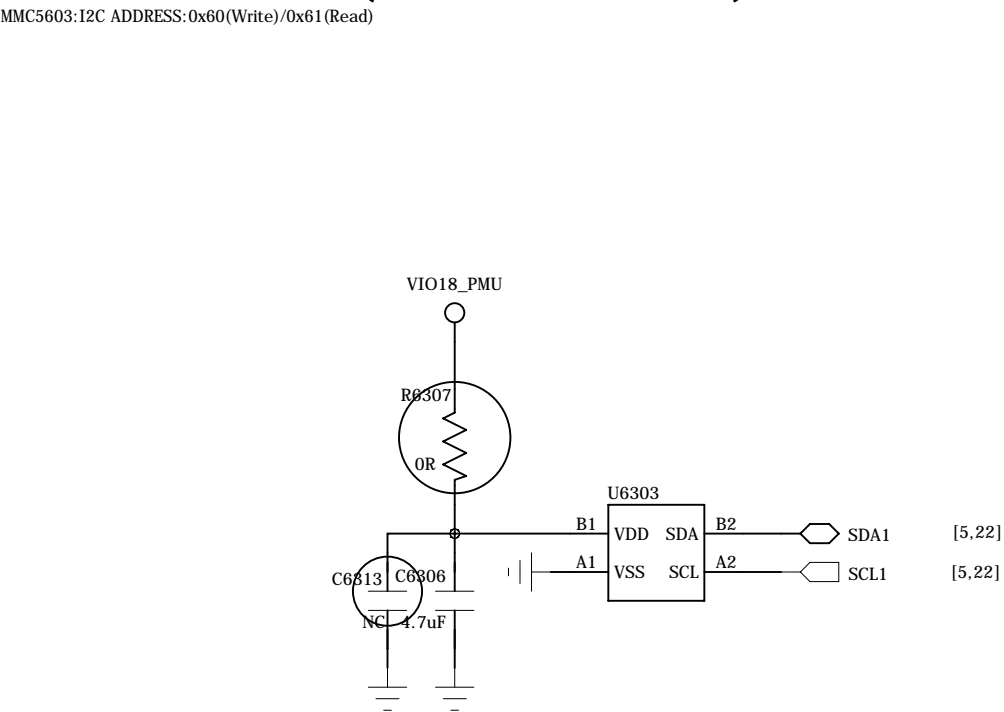 MMC5603:I2C ADDRESS:0x60(Write)/0x61(Read)
VIO18_PMU
R6307
0R
U6303
B1 VDD SDA B2 SDA1 [5,22]
A1 VSS SCL A2 SCL1 [5,22]
C6313 C6306
NC 4.7uF